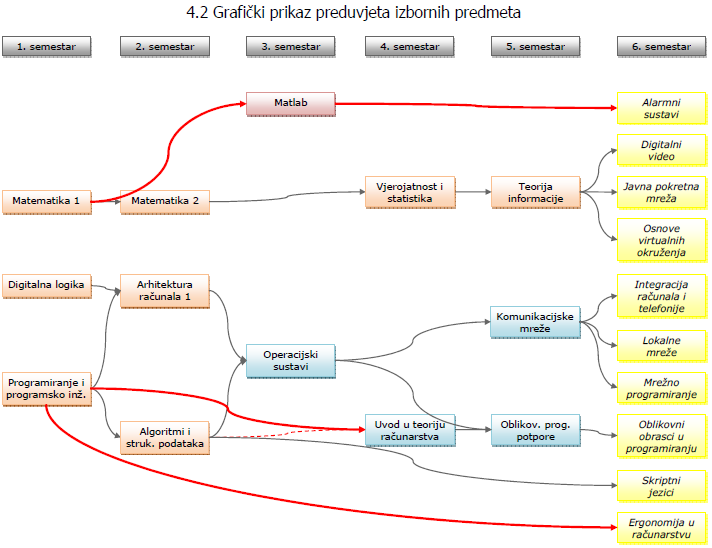 4.2 Grafički prikaz preduvjeta izbornih predmeta
1. semestar
2. semestar
3. semestar
4. semestar
5. semestar
6. semestar
Matlab
Alarmni
sustavi
Digitalni
video
Matematika 1
Matematika 2
Vjerojatnost i
statistika
Teorija
informacije
Javna pokretna
mreža
Osnove
virtualnih
okruženja
Digitalna logika
Arhitektura
računala 1
Integracija
računala i
telefonije
Komunikacijske
mreže
Operacijski
sustavi
Lokalne
mreže
Programiranje i
programsko inž.
Mrežno
programiranje
Algoritmi i
struk. podataka
Uvod u teoriju
računarstva
Oblikov. prog.
potpore
Oblikovni
obrasci u
programiranju
Skriptni
jezici
Ergonomija u
računarstvu